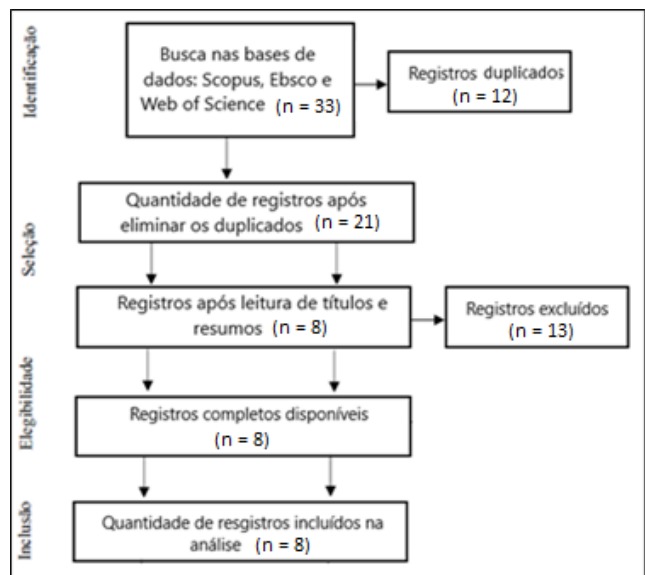 Identificação
Busca nas bases de
dados: Scopus, Ebsco e
Web of Science (n = 33)
Registros duplicados
(n = 12)
Seleção
Quantidade de registros após
eliminar os duplicados (n = 21)
Registros após leitura de títulos e
resumos (n = 8)
Registros excluídos
(n = 13)
Elegibilidade
Registros completos disponíveis
(n = 8)
Inclusão
Quantidade de resgistros incluídos na
análise (n = 8)